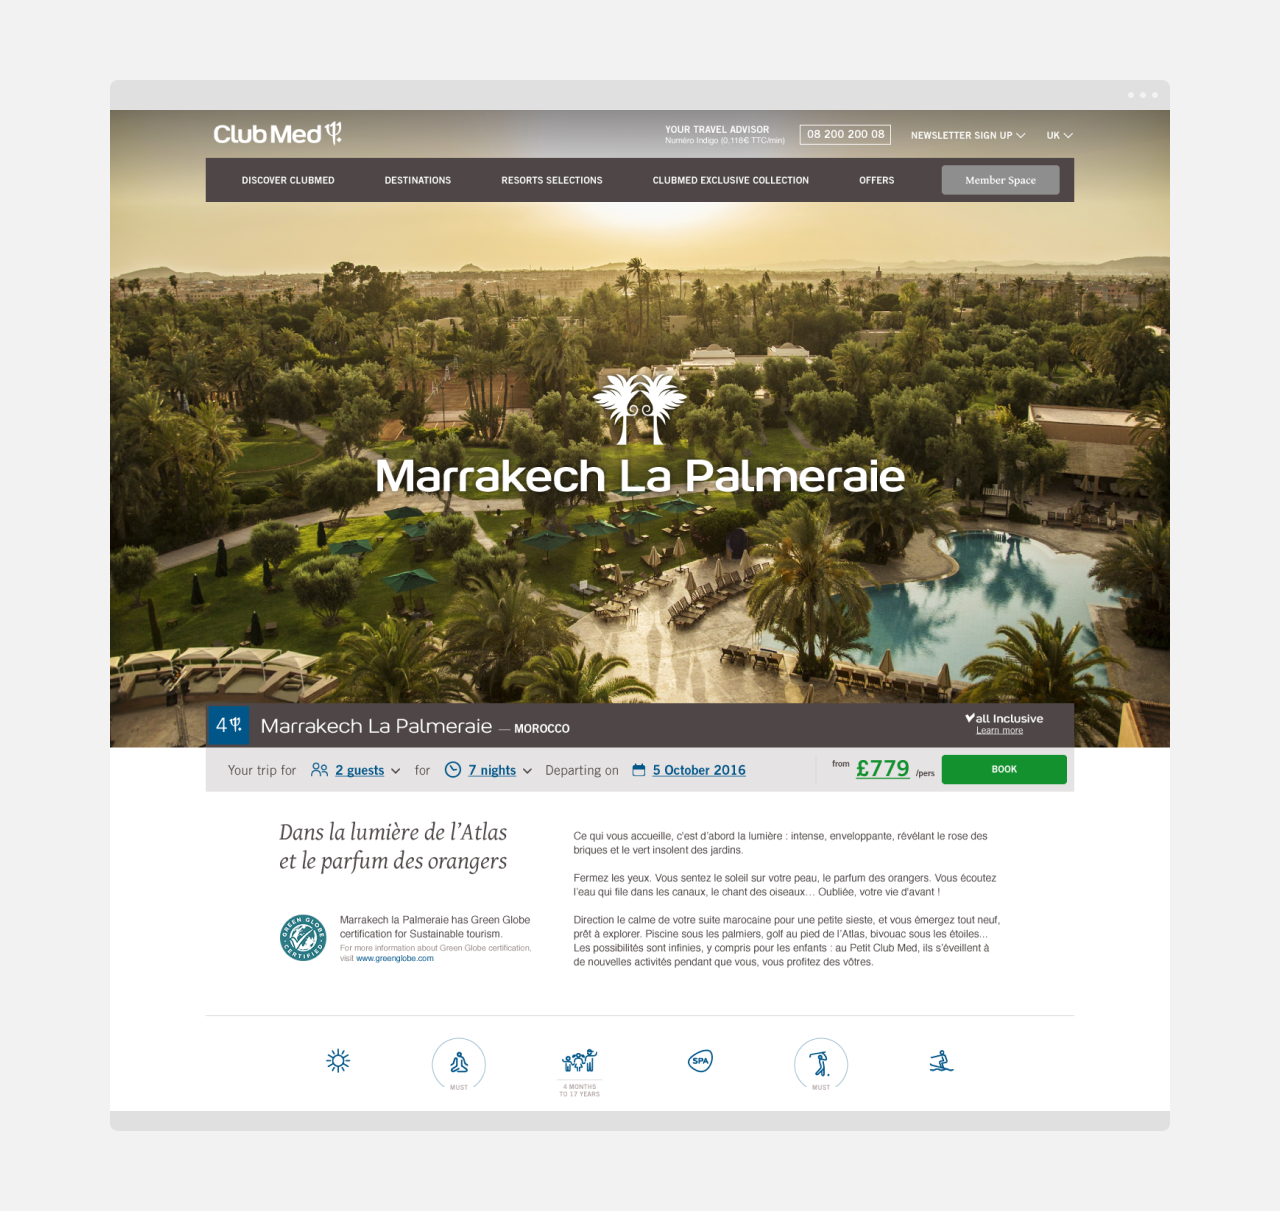 Club Med
YOUR TRAVEL ADVISOR
Numéro Indigo (0.118€ TTC/min)
08 200 200 08
NEWSLETTER SIGN UP
UK
DISCOVER CLUBMED
DESTINATIONS
RESORTS SELECTIONS
CLUBMED EXCLUSIVE COLLECTION
OFFERS
Member Space
Marrakech La Palmeraie
4
Marrakech La Palmeraie — MOROCCO
all Inclusive
Learn more
Your trip for 2 guests for 7 nights Departing on 5 October 2016
from £779 /pers
BOOK
Dans la lumière de l’Atlas
et le parfum des orangers
GREEN GLOBE
CERTIFIED
Marrakech la Palmeraie has Green Globe
certification for Sustainable tourism.
For more information about Green Globe certification,
visit www.greenglobe.com
Ce qui vous accueille, c'est d’abord la lumière : intense, enveloppante, révélant le rose des
briques et le vert insolent des jardins.
Fermez les yeux. Vous sentez le soleil sur votre peau, le parfum des orangers. Vous écoutez
l’eau qui file dans les canaux, le chant des oiseaux… Oubliée, votre vie d'avant !
Direction le calme de votre suite marocaine pour une petite sieste, et vous émergez tout neuf,
prêt à explorer. Piscine sous les palmiers, golf au pied de l’Atlas, bivouac sous les étoiles...
Les possibilités sont infinies, y compris pour les enfants : au Petit Club Med, ils s’éveillent à
de nouvelles activités pendant que vous, vous profitez des vôtres.
MUST
4 MONTHS
TO 17 YEARS
SPA
MUST